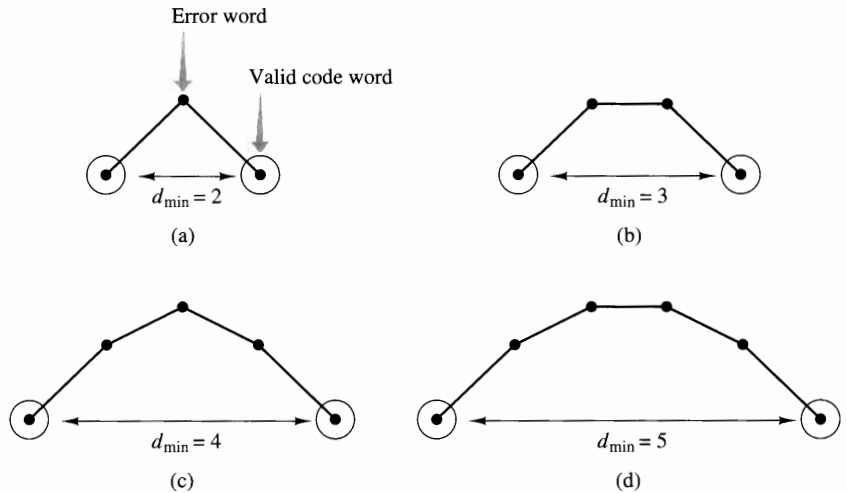 Error word
Valid code word
d_min = 2
(a)
d_min = 3
(b)
d_min = 4
(c)
d_min = 5
(d)